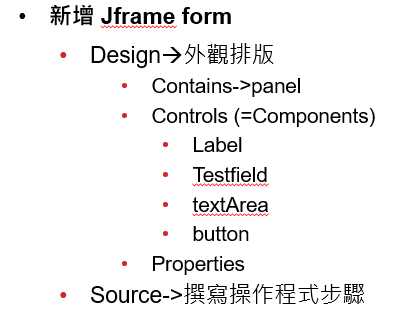 • 新增 Jframe form
• Design→外觀排版
• Contains->panel
• Controls (=Components)
• Label
• Testfield
• textArea
• button
• Properties
• Source->撰寫操作程式步驟